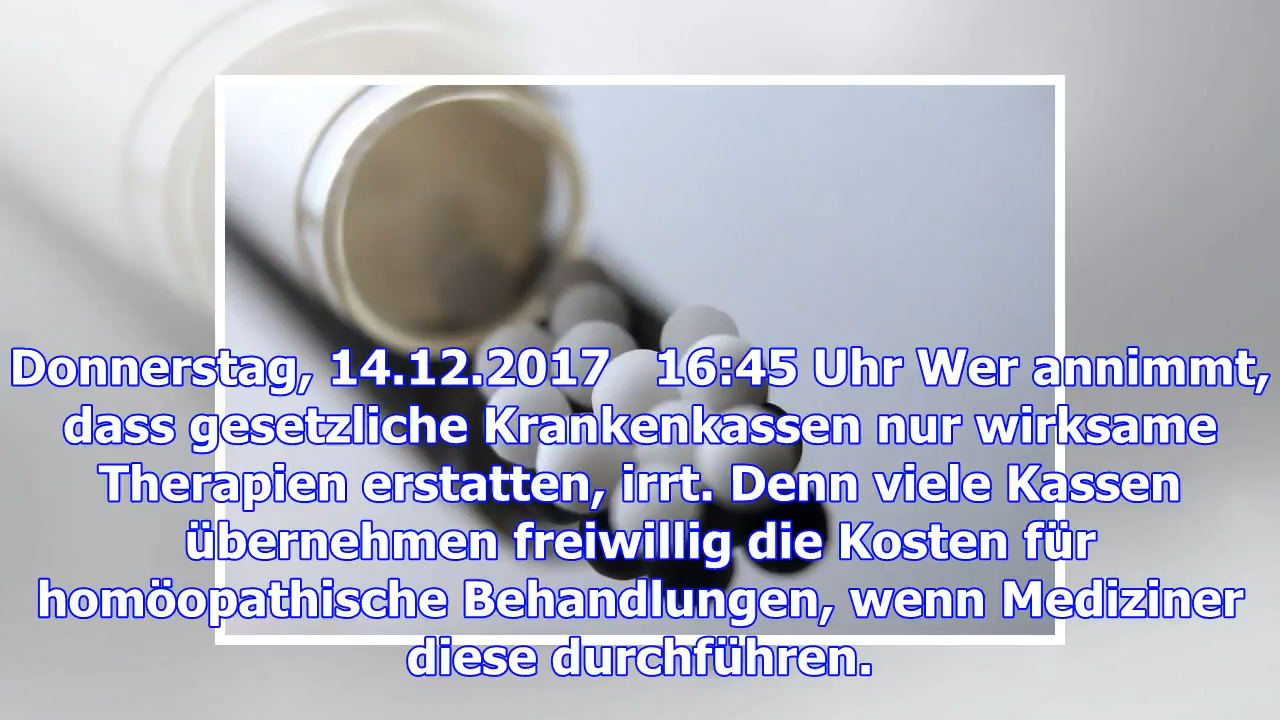 Donnerstag, 14.12.2017   16:45 Uhr Wer annimmt,
dass gesetzliche Krankenkassen nur wirksame
Therapien erstatten, irrt. Denn viele Kassen
übernehmen freiwillig die Kosten für
homöopathische Behandlungen, wenn Mediziner
diese durchführen.